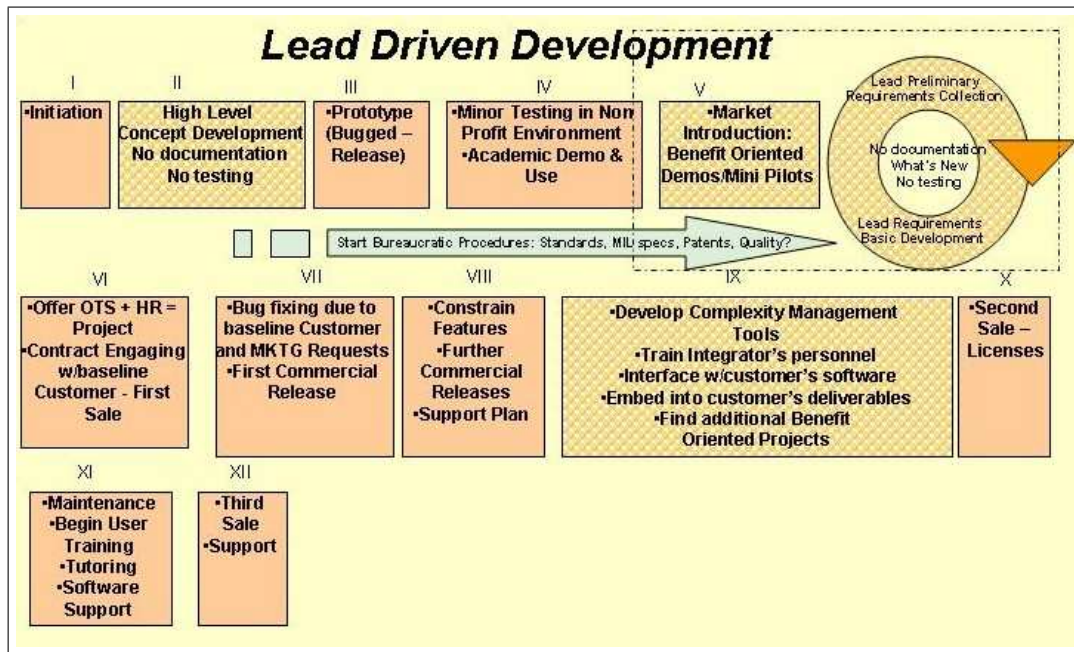 Lead Driven Development
I
II
III
IV
V
•Initiation
High Level
Concept Development
No documentation
No testing
•Prototype
(Bugged –
Release)
•Minor Testing in Non
Profit Environment
•Academic Demo &
Use
•Market
Introduction:
Benefit Oriented
Demos/Mini Pilots
Lead Preliminary
Requirements Collection
No documentation
What's New
No testing
Lead Requirements
Basic Development
Start Bureaucratic Procedures: Standards, MIL specs, Patents, Quality?
VI
VII
VIII
IX
X
•Offer OTS + HR =
Project
•Contract Engaging
w/baseline
Customer - First
Sale
•Bug fixing due to
baseline Customer
and MKTG Requests
•First Commercial
Release
•Constrain
Features
•Further
Commercial
Releases
•Support Plan
•Develop Complexity Management
Tools
•Train Integrator's personnel
•Interface w/customer's software
•Embed into customer's deliverables
•Find additional Benefit
Oriented Projects
•Second
Sale –
Licenses
XI
XII
•Maintenance
•Begin User
Training
•Tutoring
•Software
Support
•Third
Sale
•Support